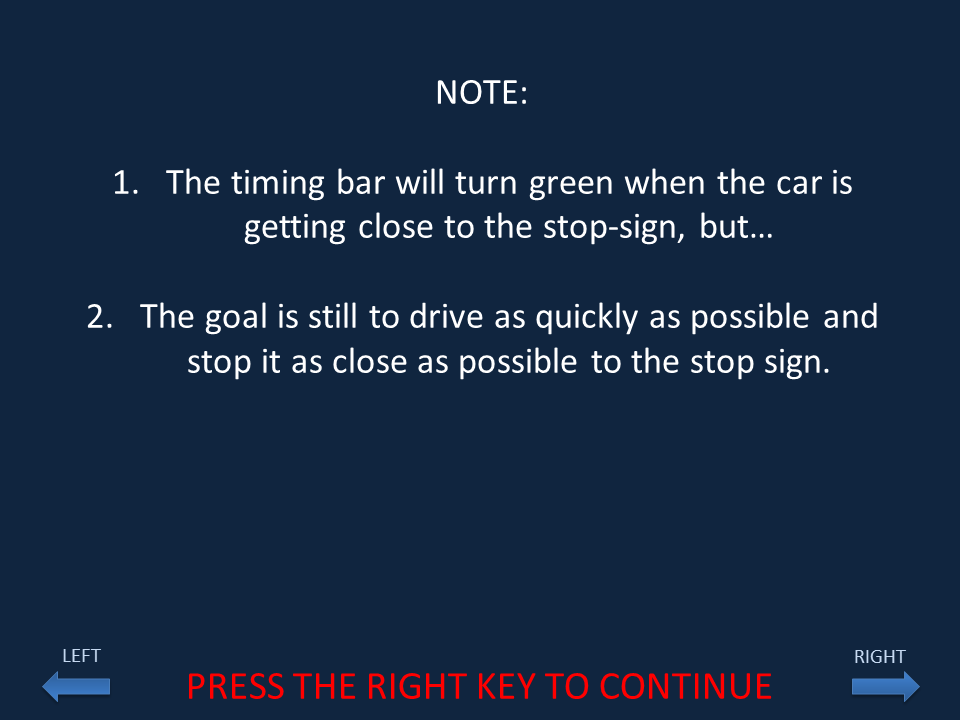 NOTE:
1. The timing bar will turn green when the car is
getting close to the stop-sign, but…
2. The goal is still to drive as quickly as possible and
stop it as close as possible to the stop sign.
LEFT
RIGHT
PRESS THE RIGHT KEY TO CONTINUE